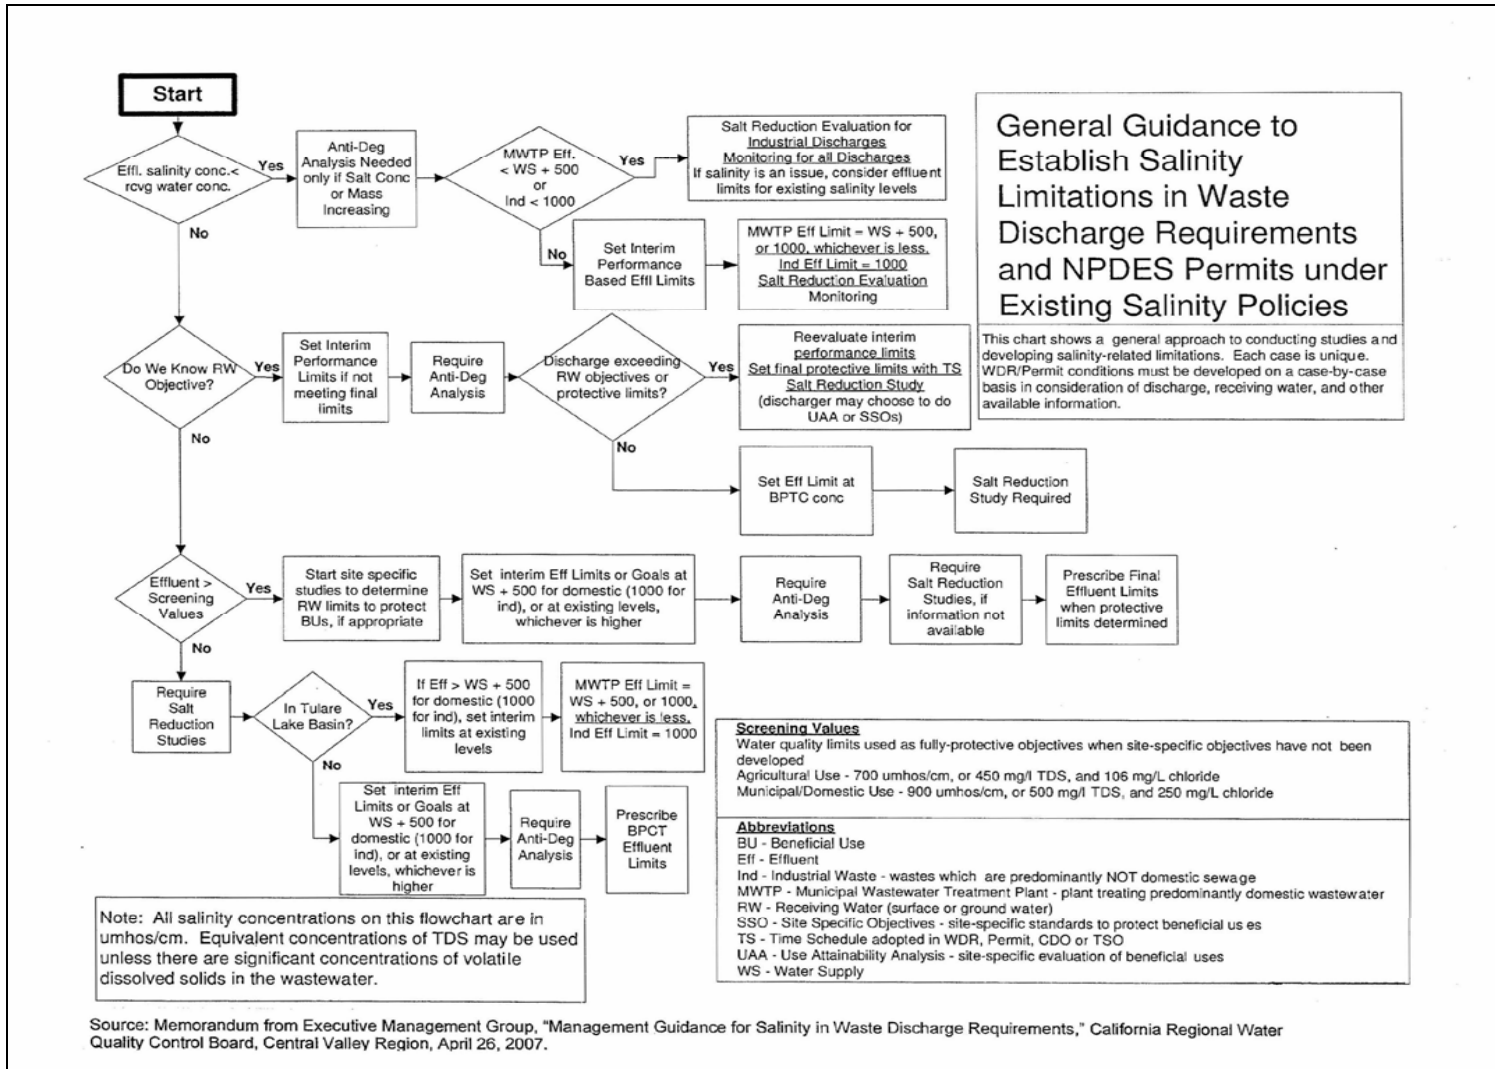 Start
Effl. salinity conc.<
rcvg water conc.
Yes
Anti-Deg
Analysis Needed
only if Salt Conc
or Mass
Increasing
MWTP Eff.
< WS + 500
or
Ind < 1000
Yes
Salt Reduction Evaluation for
Industrial Discharges
Monitoring for all Discharges
If salinity is an issue, consider effluent
limits for existing salinity levels
No
No
Set Interim
Performance
Based Effl Limits
MWTP Eff Limit = WS + 500,
or 1000, whichever is less,
Ind Eff Limit = 1000
Salt Reduction Evaluation
Monitoring
General Guidance to
Establish Salinity
Limitations in Waste
Discharge Requirements
and NPDES Permits under
Existing Salinity Policies
This chart shows a general approach to conducting studies and
developing salinity-related limitations. Each case is unique.
WDR/Permit conditions must be developed on a case-by-case
basis in consideration of discharge, receiving water, and other
available information.
Do We Know RW
Objective?
Yes
Set Interim
Performance
Limits if not
meeting final
limits
Require
Anti-Deg
Analysis
Discharge exceeding
RW objectives or
protective limits?
Yes
Reevaluate interim
performance limits
Set final protective limits with TS
Salt Reduction Study
(discharger may choose to do
UAA or SSOs)
No
No
Set Eff Limit at
BPTC conc
Salt Reduction
Study Required
Effluent >
Screening
Values
Yes
Start site specific
studies to determine
RW limits to protect
BUs, if appropriate
Set interim Eff Limits or Goals at
WS + 500 for domestic (1000 for
ind), or at existing levels,
whichever is higher
Require
Anti-Deg
Analysis
Require
Salt Reduction
Studies, if
information not
available
Prescribe Final
Effluent Limits
when protective
limits determined
No
Require
Salt
Reduction
Studies
In Tulare
Lake Basin?
Yes
If Eff > WS + 500
for domestic (1000
for ind), set interim
limits at existing
levels
MWTP Eff Limit =
WS + 500, or 1000,
whichever is less,
Ind Eff Limit = 1000
No
Set interim Eff
Limits or Goals at
WS + 500 for
domestic (1000 for
ind), or at existing
levels, whichever is
higher
Require
Anti-Deg
Analysis
Prescribe
BPCT
Effluent
Limits
Screening Values
Water quality limits used as fully-protective objectives when site-specific objectives have not been
developed
Agricultural Use - 700 umhos/cm, or 450 mg/l TDS, and 106 mg/L chloride
Municipal/Domestic Use - 900 umhos/cm, or 500 mg/l TDS, and 250 mg/L chloride
Abbreviations
BU - Beneficial Use
Eff - Effluent
Ind - Industrial Waste - wastes which are predominantly NOT domestic sewage
MWTP - Municipal Wastewater Treatment Plant - plant treating predominantly domestic wastewater
RW - Receiving Water (surface or ground water)
SSO - Site Specific Objectives - site-specific standards to protect beneficial us es
TS - Time Schedule adopted in WDR, Permit, CDO or TSO
UAA - Use Attainability Analysis - site-specific evaluation of beneficial uses
WS - Water Supply
Note: All salinity concentrations on this flowchart are in
umhos/cm. Equivalent concentrations of TDS may be used
unless there are significant concentrations of volatile
dissolved solids in the wastewater.
Source: Memorandum from Executive Management Group, "Management Guidance for Salinity in Waste Discharge Requirements," California Regional Water
Quality Control Board, Central Valley Region, April 26, 2007.